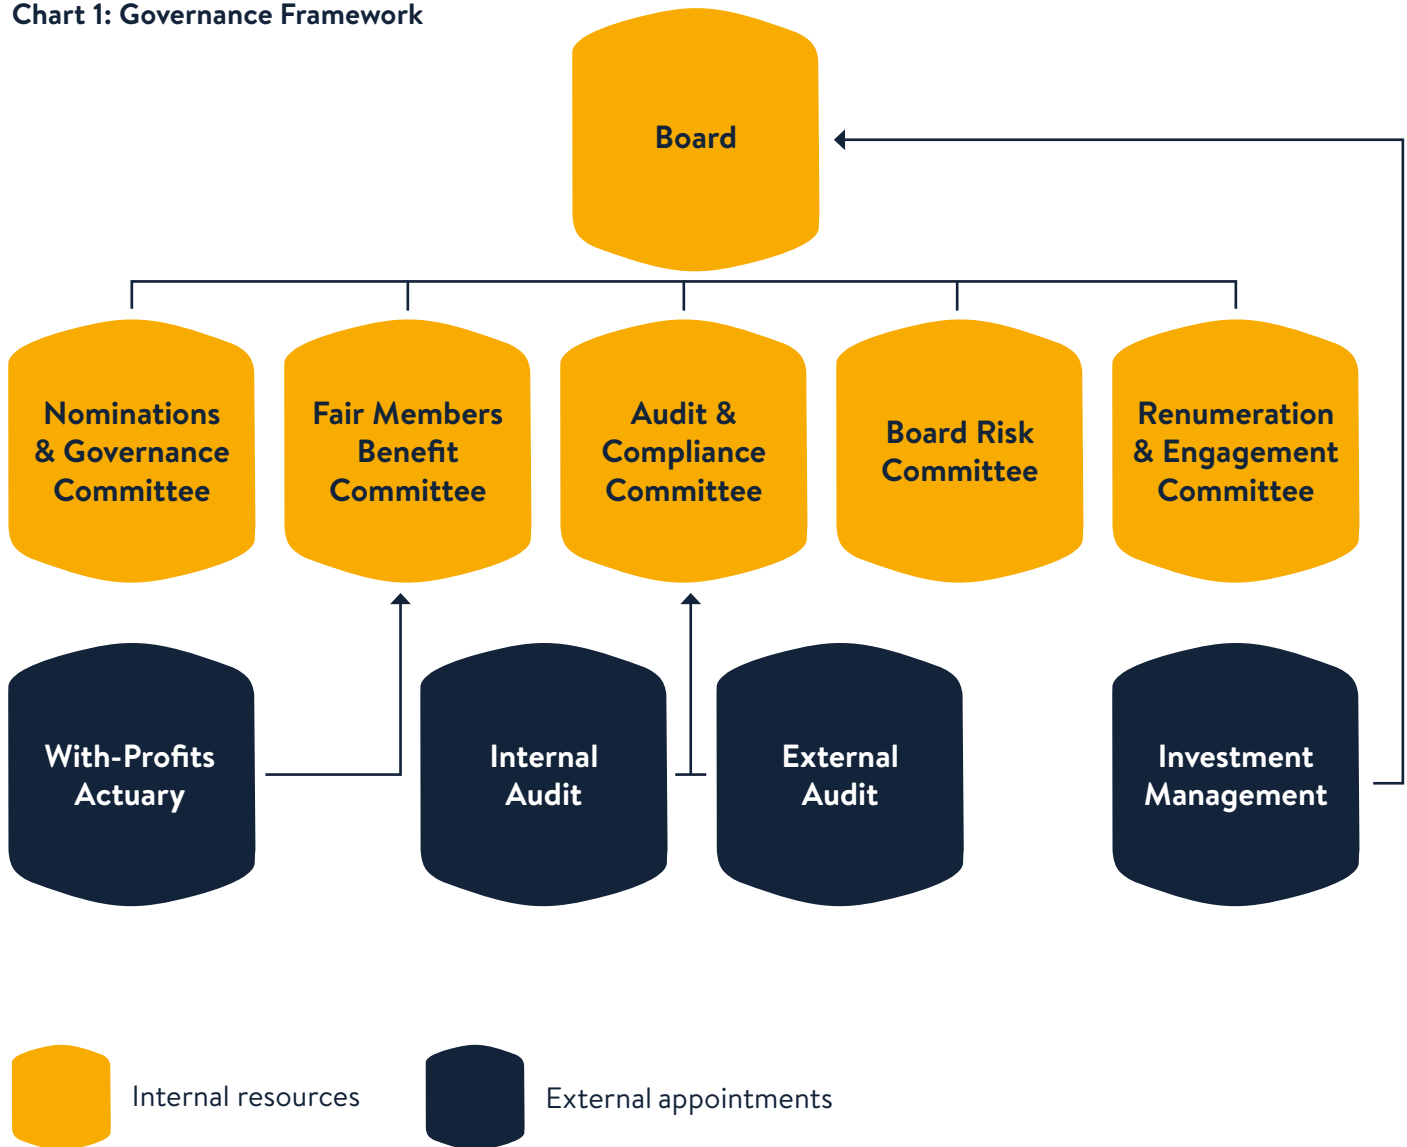 Chart 1: Governance Framework
Board
Nominations
& Governance
Committee
Fair Members
Benefit
Committee
Audit &
Compliance
Committee
Board Risk
Committee
Renumeration
& Engagement
Committee
With-Profits
Actuary
Internal
Audit
External
Audit
Investment
Management
Internal resources
External appointments